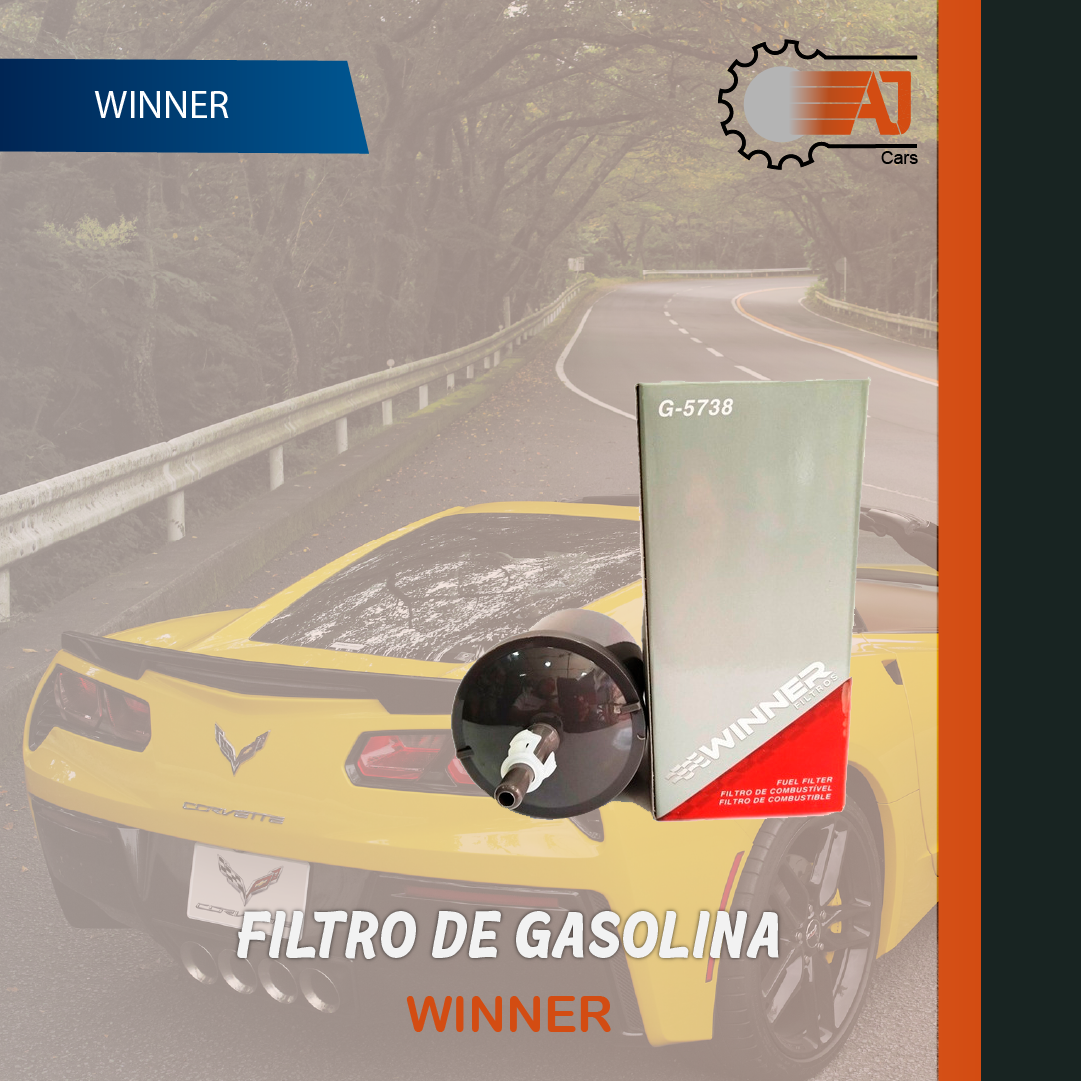 WINNER
AJ
Cars
G-5738
WINNER
FILTROS
FUEL FILTER
FILTRO DE COMBUSTÍVEL
FILTRO DE COMBUSTIBLE
CORVETTE
FILTRO DE GASOLINA
WINNER